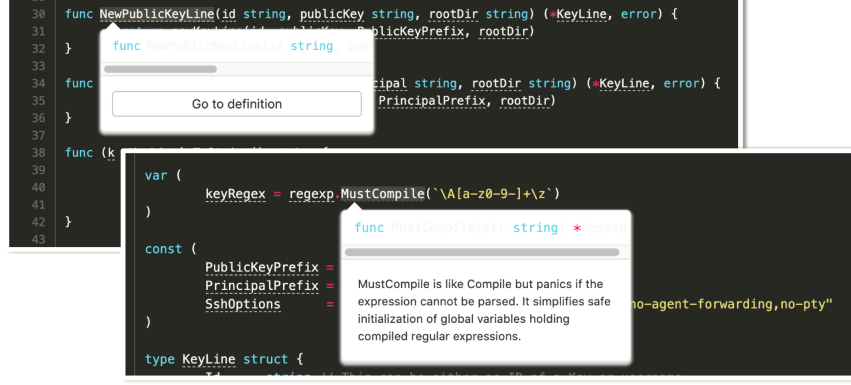 30 func NewPublicKeyLine(id string, publicKey string, rootDir string) (*KeyLine, error) {
31 PublicKeyPrefix, rootDir)
32 }
33
34 func cipal string, rootDir string) (*KeyLine, error) {
35 PrincipalPrefix, rootDir)
36 }
37
38 func (k
39
40
41
42 }
43
func NewPublicKeyLine(id string, pub
Go to definition
var (
keyRegex = regexp.MustCompile(`\A[a-z0-9-]+\z`)
)
const (
PublicKeyPrefix =
PrincipalPrefix =
SshOptions = no-agent-forwarding,no-pty"
)
type KeyLine struct {
func MustCompile(str string) *Regexp
MustCompile is like Compile but panics if the
expression cannot be parsed. It simplifies safe
initialization of global variables holding
compiled regular expressions.